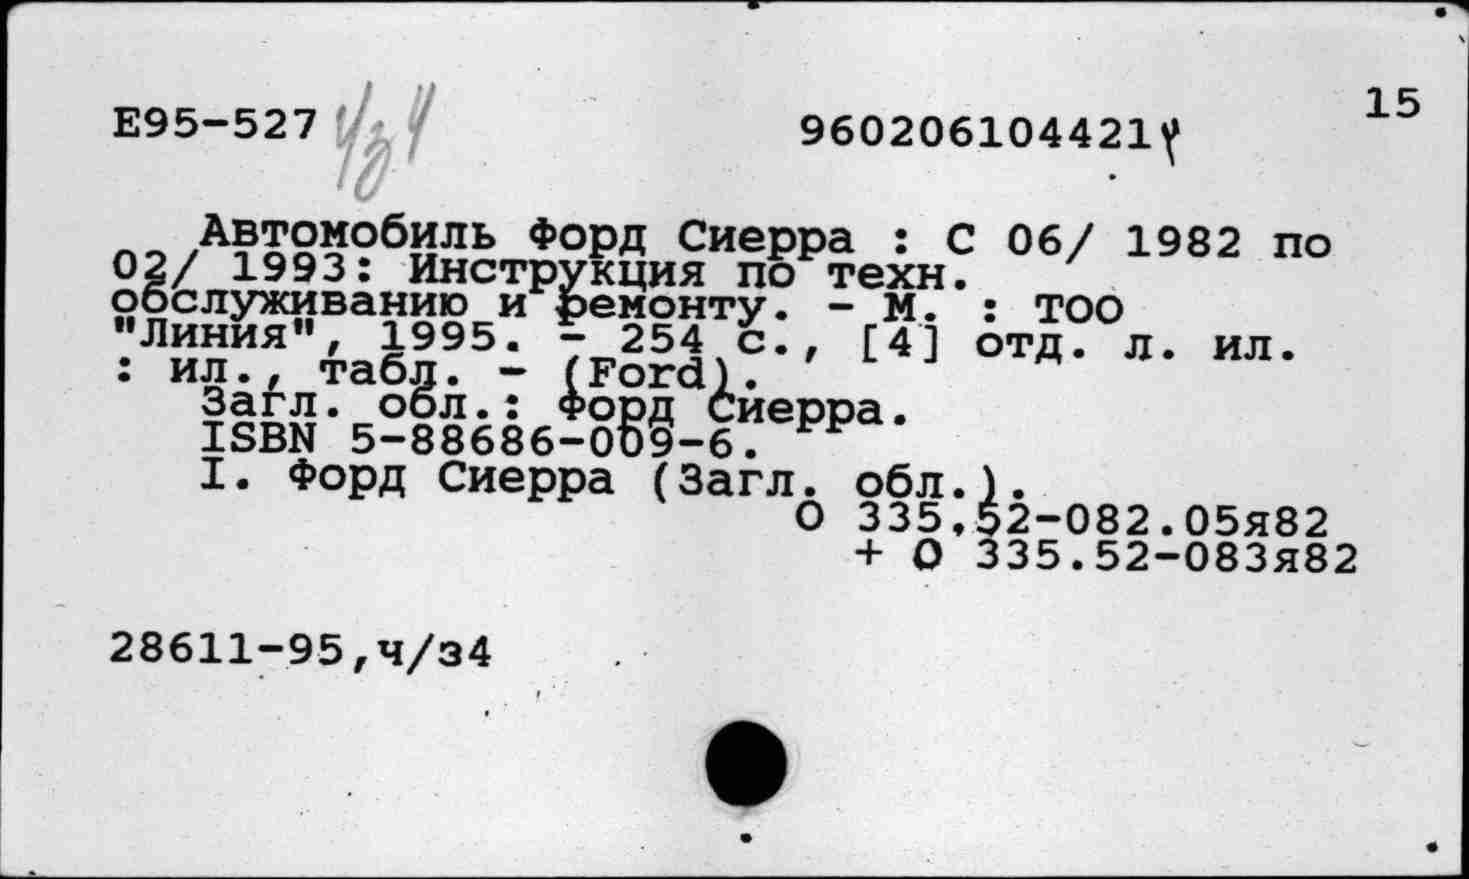 15
Е95-527 ч/з 4 960206104421
Автомобиль Форд Сиерра : С 06/ 1982 по
02/ 1993: Инструкция по техн.
обслуживанию и ремонту. - М. : ТОО
"Линия", 1995. - 254 с., [4] отд. л. ил.
: ил., табл. - (Ford).
Загл. обл.: Форд Сиерра.
ISBN 5-88686-009-6.
I. Форд Сиерра (Загл. обл.).
О 335.52-082.05я82
+ О 335.52-083я82
28611-95,ч/з4